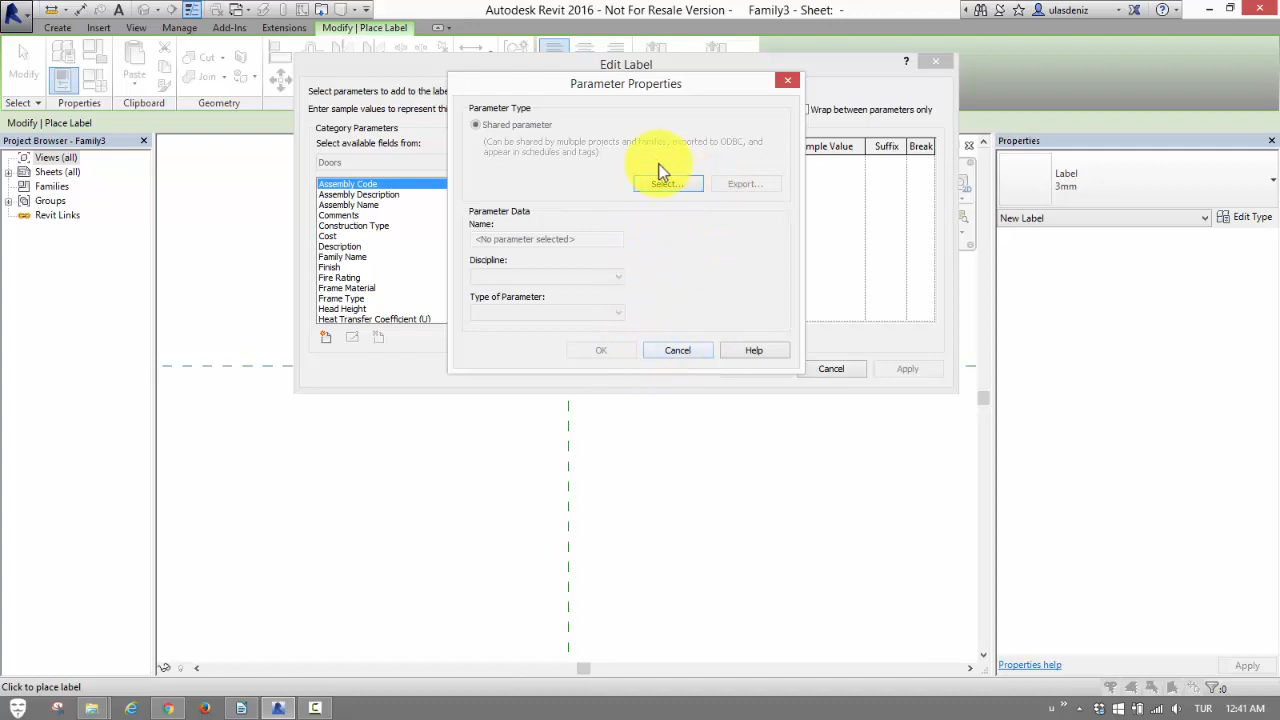 Autodesk Revit 2016 - Not For Resale Version -    Family3 - Sheet:  -
ulasdeniz
Create Insert View Manage Add-Ins Extensions Modify | Place Label
Modify
Select
Properties
Paste
Clipboard
Cut
Join
Geometry
Modify | Place Label
Project Browser - Family3
Views (all)
Sheets (all)
Families
Groups
Revit Links
Edit Label
Select parameters to add to the labe
Enter sample values to represent thi
Wrap between parameters only
Category Parameters
Select available fields from:
Doors
Assembly Code
Assembly Description
Assembly Name
Comments
Construction Type
Cost
Description
Family Name
Finish
Fire Rating
Frame Material
Frame Type
Head Height
Heat Transfer Coefficient (U)
mple Value Suffix Break
Cancel Apply
Parameter Properties
Parameter Type
Shared parameter
(Can be shared by multiple projects and families, exported to ODBC, and
appear in schedules and tags)
Select... Export...
Parameter Data
Name:
<No parameter selected>
Discipline:
Type of Parameter:
OK Cancel Help
Properties
Label
3mm
New Label
Edit Type
Properties help
Apply
Click to place label
:0
TUR 12:41 AM